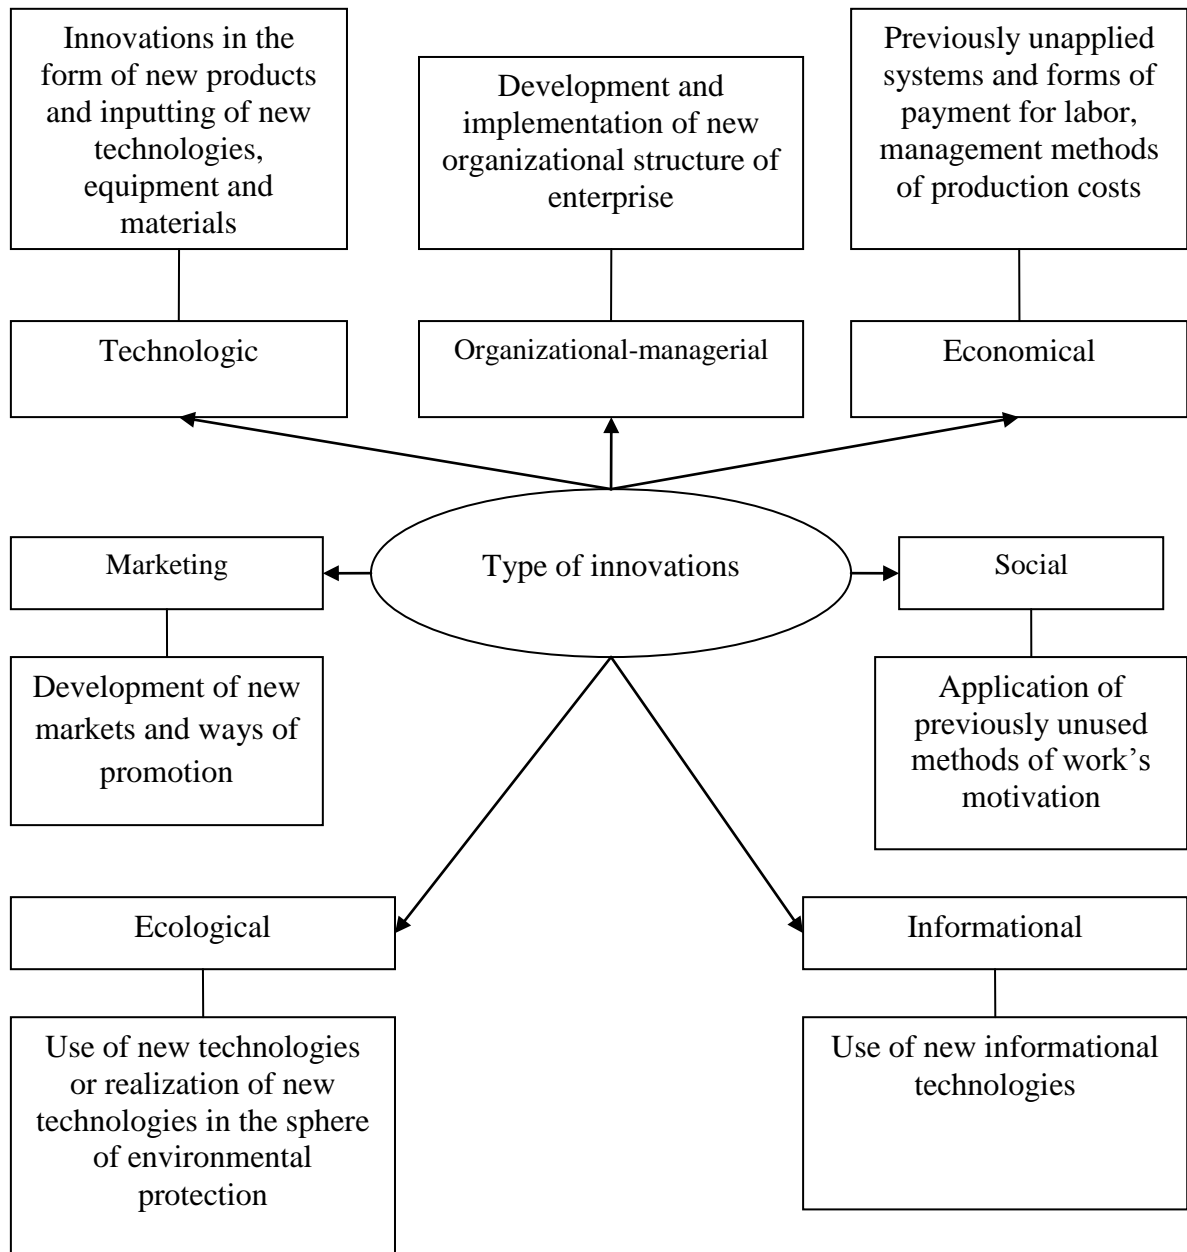 Innovations in the
form of new products
and inputting of new
technologies,
equipment and
materials
Development and
implementation of new
organizational structure of
enterprise
Previously unapplied
systems and forms of
payment for labor,
management methods
of production costs
Technologic
Organizational-managerial
Economical
Marketing
Type of innovations
Social
Development of new
markets and ways of
promotion
Application of
previously unused
methods of work’s
motivation
Ecological
Informational
Use of new technologies
or realization of new
technologies in the sphere
of environmental
protection
Use of new informational
technologies